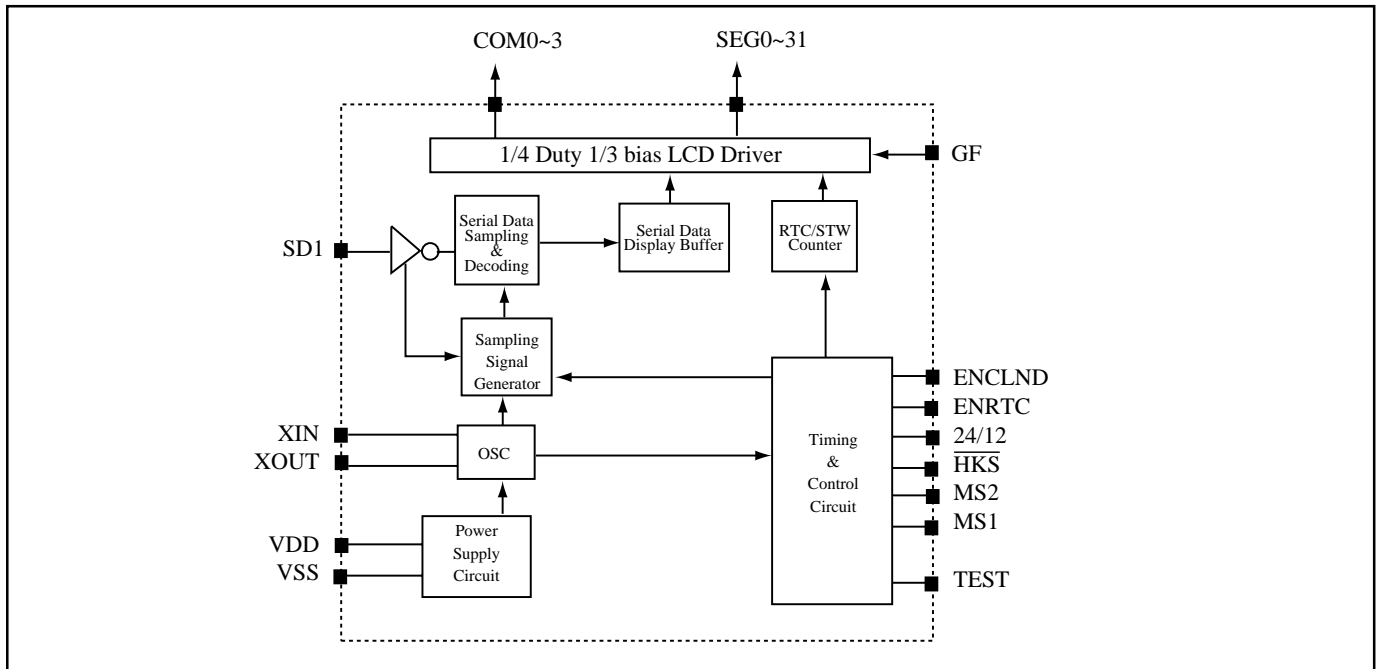 COM0~3
SEG0~31
1/4 Duty 1/3 bias LCD Driver
GF
SD1
Serial Data
Sampling
&
Decoding
Serial Data
Display Buffer
RTC/STW
Counter
Sampling
Signal
Generator
XIN
XOUT
OSC
VDD
VSS
Power
Supply
Circuit
Timing
&
Control
Circuit
ENCLND
ENRTC
24/12
HKS
MS2
MS1
TEST